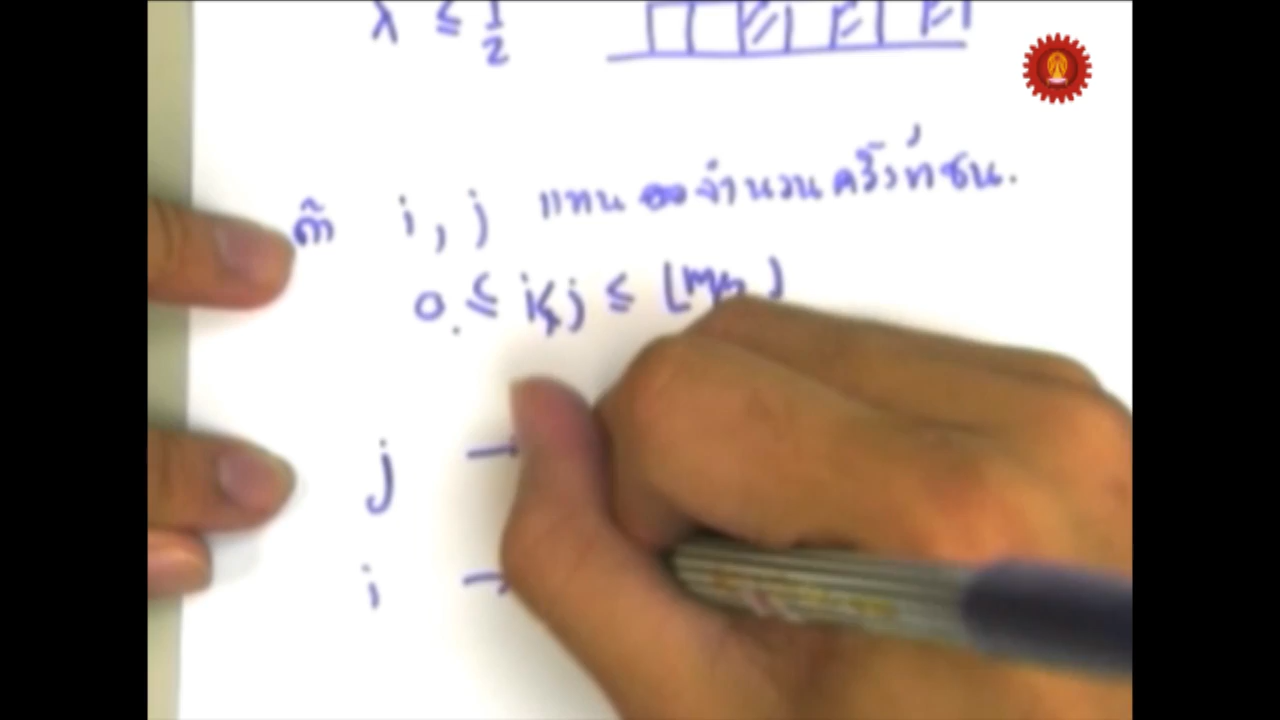 λ ≤ 1/2
ถ้า i, j แทน จำนวนครั้งที่ชน.
0 ≤ i < j ≤ ⌊m/2⌋
j →
i →